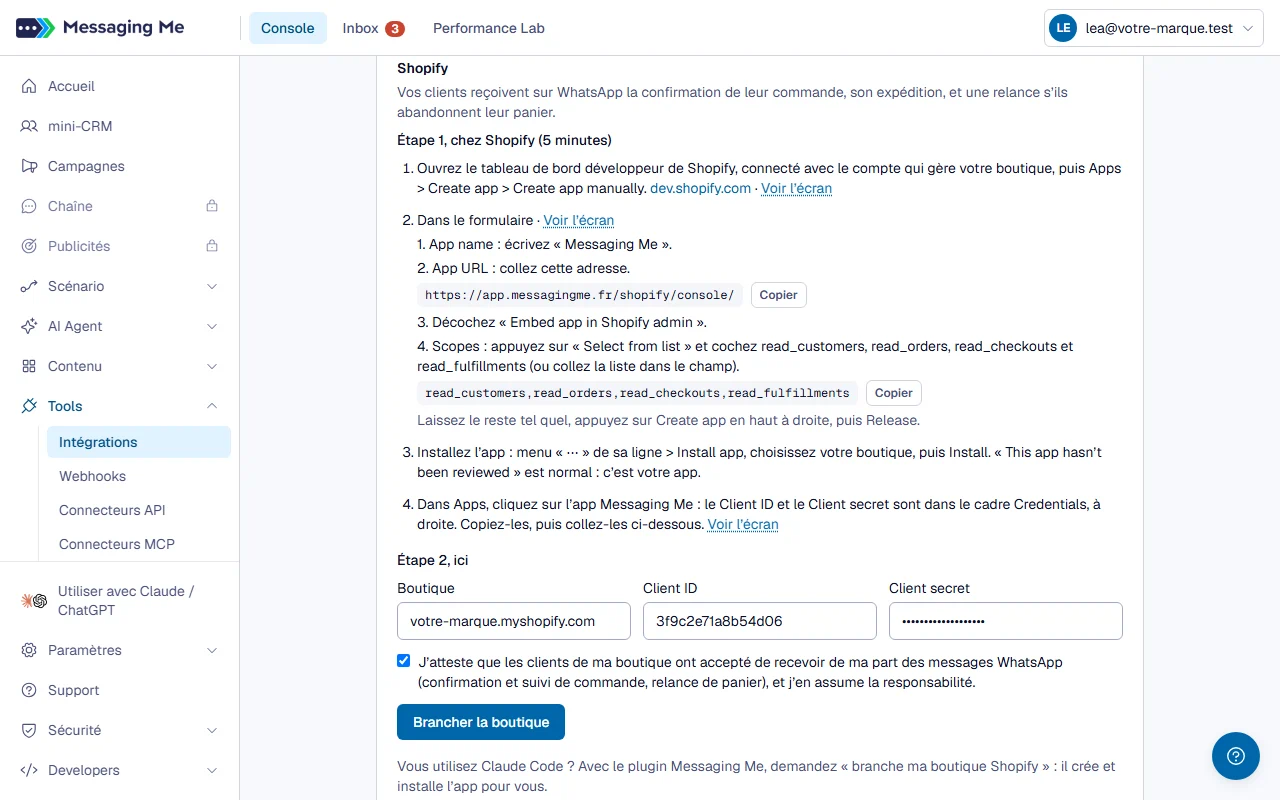 Messaging Me
Console
Inbox 3
Performance Lab
LE lea@votre-marque.test
Accueil
mini-CRM
Campagnes
Chaîne
Publicités
Scénario
AI Agent
Contenu
Tools
Intégrations
Webhooks
Connecteurs API
Connecteurs MCP
Utiliser avec Claude /
ChatGPT
Paramètres
Support
Sécurité
Developers
Shopify
Vos clients reçoivent sur WhatsApp la confirmation de leur commande, son expédition, et une relance s’ils
abandonnent leur panier.
Étape 1, chez Shopify (5 minutes)
1. Ouvrez le tableau de bord développeur de Shopify, connecté avec le compte qui gère votre boutique, puis Apps
> Create app > Create app manually. dev.shopify.com · Voir l’écran
2. Dans le formulaire · Voir l’écran
1. App name : écrivez « Messaging Me ».
2. App URL : collez cette adresse.
https://app.messagingme.fr/shopify/console/ Copier
3. Décochez « Embed app in Shopify admin ».
4. Scopes : appuyez sur « Select from list » et cochez read_customers, read_orders, read_checkouts et
read_fulfillments (ou collez la liste dans le champ).
read_customers,read_orders,read_checkouts,read_fulfillments Copier
Laissez le reste tel quel, appuyez sur Create app en haut à droite, puis Release.
3. Installez l’app : menu « ··· » de sa ligne > Install app, choisissez votre boutique, puis Install. « This app hasn’t
been reviewed » est normal : c’est votre app.
4. Dans Apps, cliquez sur l’app Messaging Me : le Client ID et le Client secret sont dans le cadre Credentials, à
droite. Copiez-les, puis collez-les ci-dessous. Voir l’écran
Étape 2, ici
Boutique Client ID Client secret
votre-marque.myshopify.com 3f9c2e71a8b54d06 •••••••••••••••••••
J’atteste que les clients de ma boutique ont accepté de recevoir de ma part des messages WhatsApp
(confirmation et suivi de commande, relance de panier), et j’en assume la responsabilité.
Brancher la boutique
Vous utilisez Claude Code ? Avec le plugin Messaging Me, demandez « branche ma boutique Shopify » : il crée et
installe l’app pour vous.